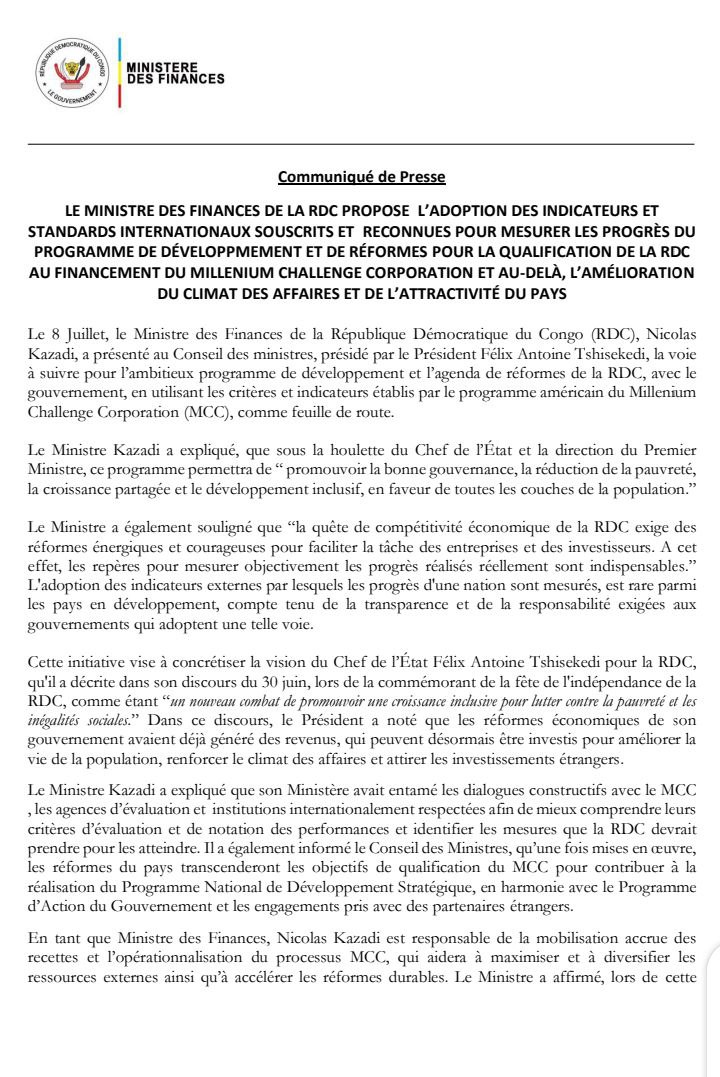 RÉPUBLIQUE DÉMOCRATIQUE DU CONGO
LE GOUVERNEMENT
MINISTERE
DES FINANCES
Communiqué de Presse
LE MINISTRE DES FINANCES DE LA RDC PROPOSE L’ADOPTION DES INDICATEURS ET
STANDARDS INTERNATIONAUX SOUSCRITS ET RECONNUES POUR MESURER LES PROGRÈS DU
PROGRAMME DE DÉVELOPPMEMENT ET DE RÉFORMES POUR LA QUALIFICATION DE LA RDC
AU FINANCEMENT DU MILLENIUM CHALLENGE CORPORATION ET AU-DELÀ, L’AMÉLIORATION
DU CLIMAT DES AFFAIRES ET DE L’ATTRACTIVITÉ DU PAYS
Le 8 Juillet, le Ministre des Finances de la République Démocratique du Congo (RDC), Nicolas
Kazadi, a présenté au Conseil des ministres, présidé par le Président Félix Antoine Tshisekedi, la voie
à suivre pour l’ambitieux programme de développement et l’agenda de réformes de la RDC, avec le
gouvernement, en utilisant les critères et indicateurs établis par le programme américain du Millenium
Challenge Corporation (MCC), comme feuille de route.
Le Ministre Kazadi a expliqué, que sous la houlette du Chef de l’État et la direction du Premier
Ministre, ce programme permettra de “ promouvoir la bonne gouvernance, la réduction de la pauvreté,
la croissance partagée et le développement inclusif, en faveur de toutes les couches de la population.”
Le Ministre a également souligné que “la quête de compétitivité économique de la RDC exige des
réformes énergiques et courageuses pour faciliter la tâche des entreprises et des investisseurs. A cet
effet, les repères pour mesurer objectivement les progrès réalisés réellement sont indispensables.”
L'adoption des indicateurs externes par lesquels les progrès d'une nation sont mesurés, est rare parmi
les pays en développement, compte tenu de la transparence et de la responsabilité exigées aux
gouvernements qui adoptent une telle voie.
Cette initiative vise à concrétiser la vision du Chef de l’État Félix Antoine Tshisekedi pour la RDC,
qu'il a décrite dans son discours du 30 juin, lors de la commémorant de la fête de l'indépendance de la
RDC, comme étant “un nouveau combat de promouvoir une croissance inclusive pour lutter contre la pauvreté et les
inégalités sociales.” Dans ce discours, le Président a noté que les réformes économiques de son
gouvernement avaient déjà généré des revenus, qui peuvent désormais être investis pour améliorer la
vie de la population, renforcer le climat des affaires et attirer les investissements étrangers.
Le Ministre Kazadi a expliqué que son Ministère avait entamé les dialogues constructifs avec le MCC
, les agences d’évaluation et institutions internationalement respectées afin de mieux comprendre leurs
critères d’évaluation et de notation des performances et identifier les mesures que la RDC devrait
prendre pour les atteindre. Il a également informé le Conseil des Ministres, qu’une fois mises en œuvre,
les réformes du pays transcenderont les objectifs de qualification du MCC pour contribuer à la
réalisation du Programme National de Développement Stratégique, en harmonie avec le Programme
d’Action du Gouvernement et les engagements pris avec des partenaires étrangers.
En tant que Ministre des Finances, Nicolas Kazadi est responsable de la mobilisation accrue des
recettes et l’opérationnalisation du processus MCC, qui aidera à maximiser et à diversifier les
ressources externes ainsi qu’à accélérer les réformes durables. Le Ministre a affirmé, lors de cette